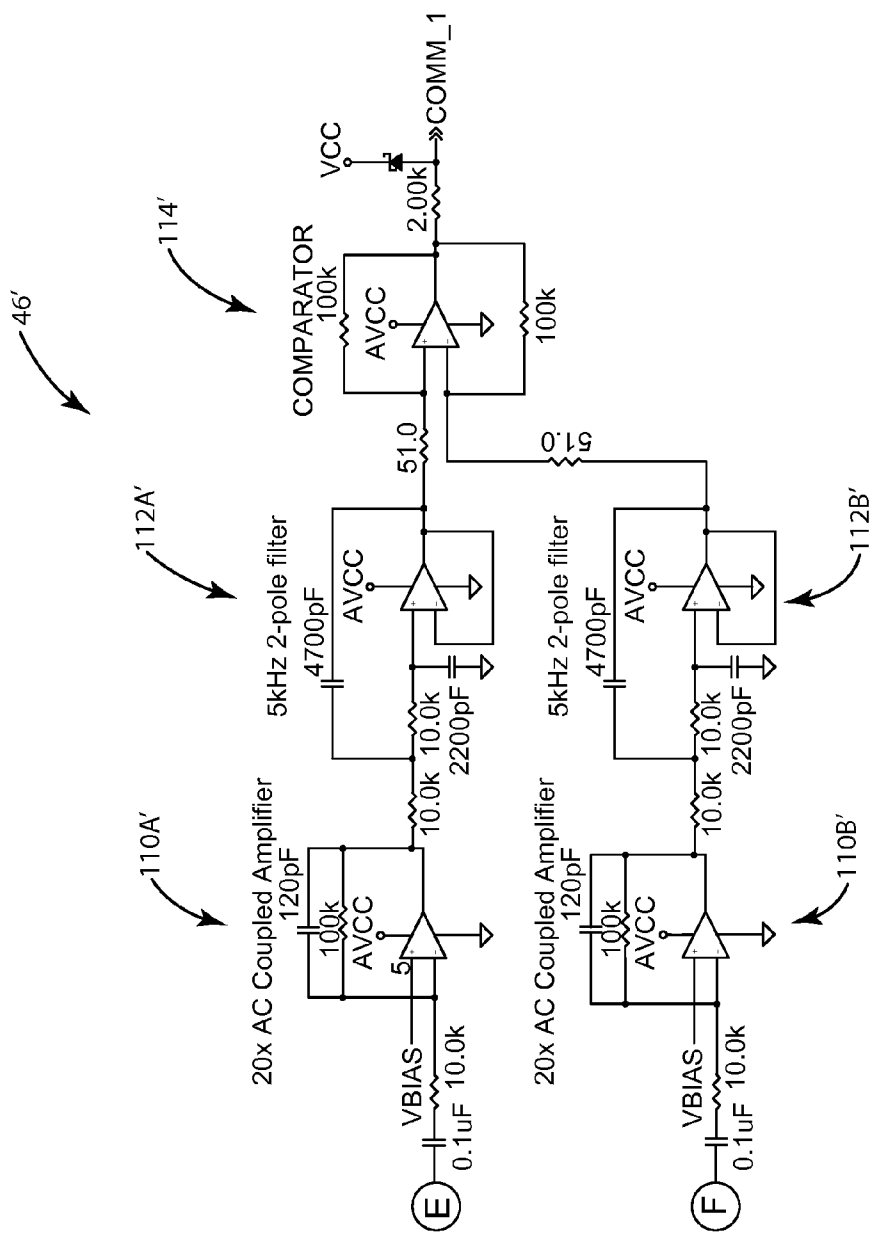 46'
110A'
112A'
114'
20x AC Coupled Amplifier
120pF
100k
AVCC
5
VBIAS
E
0.1uF
10.0k
10.0k
10.0k
2200pF
5kHz 2-pole filter
4700pF
AVCC
51.0
COMPARATOR
100k
AVCC
100k
2.00k
VCC
COMM_1
51.0
20x AC Coupled Amplifier
120pF
100k
AVCC
VBIAS
F
0.1uF
10.0k
10.0k
10.0k
2200pF
5kHz 2-pole filter
4700pF
AVCC
110B'
112B'